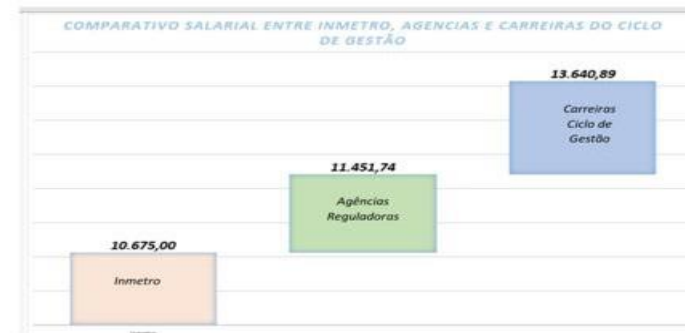 COMPARATIVO SALARIAL ENTRE INMETRO, AGENCIAS E CARREIRAS DO CICLO
DE GESTÃO
13.640,89
Carreiras
Ciclo de
Gestão
11.451,74
Agências
Reguladoras
10.675,00
Inmetro